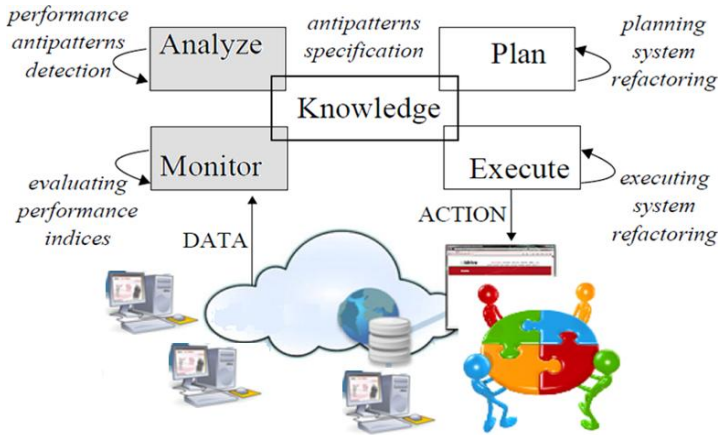 performance
antipatterns
detection
Analyze
antipatterns
specification
Plan
planning
system
refactoring
Knowledge
Monitor
evaluating
performance
indices
Execute
executing
system
refactoring
DATA
ACTION